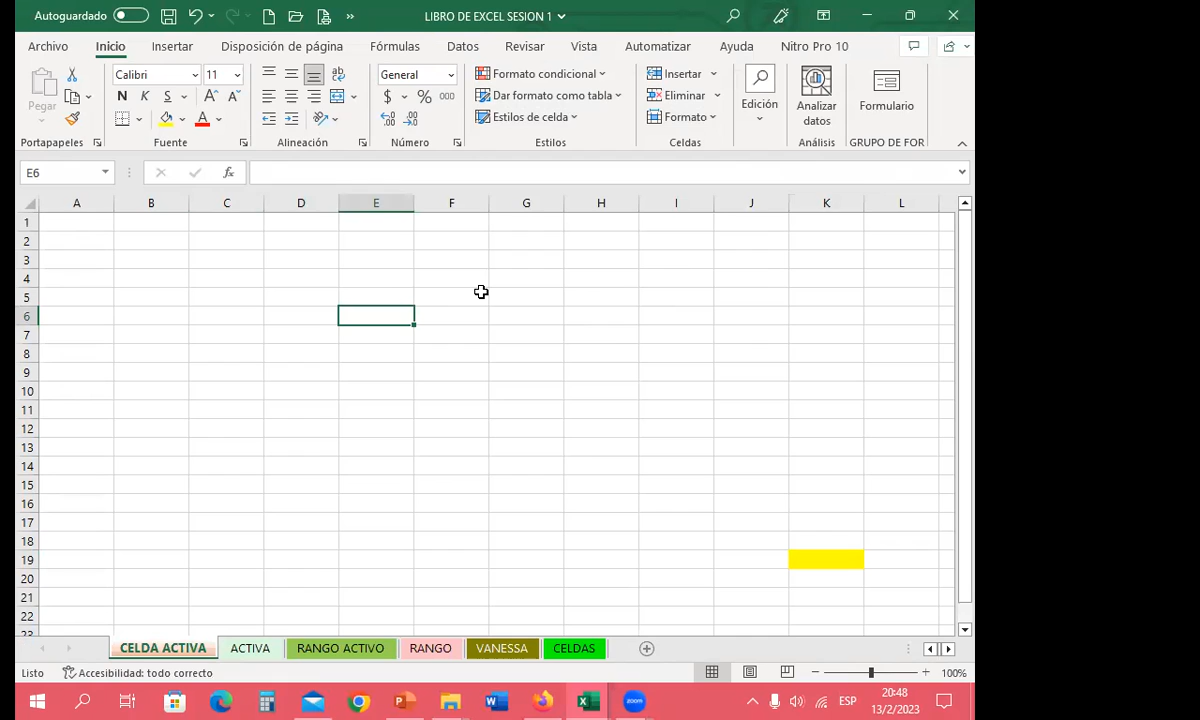 Autoguardado
LIBRO DE EXCEL SESION 1
Archivo Inicio Insertar Disposición de página Fórmulas Datos Revisar Vista Automatizar Ayuda Nitro Pro 10
Pegar
Calibri 11
N K S A A
ab
General
$ % 000
Formato condicional
Dar formato como tabla
Estilos de celda
Insertar
Eliminar
Formato
Edición
Analizar datos
Formulario
Portapapeles Fuente Alineación Número Estilos Celdas Análisis GRUPO DE FOR
E6 fx
A B C D E F G H I J K L
1
2
3
4
5
6
7
8
9
10
11
12
13
14
15
16
17
18
19
20
21
22
23
CELDA ACTIVA ACTIVA RANGO ACTIVO RANGO VANESSA CELDAS
Listo Accesibilidad: todo correcto 100%
zoom ESP 20:48
13/2/2023